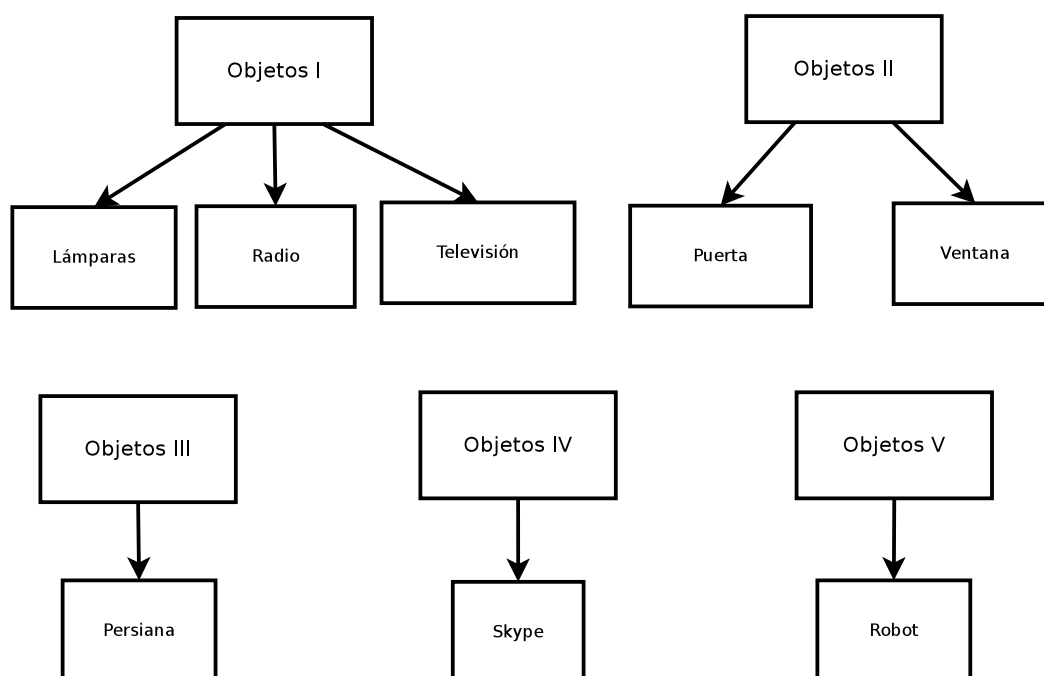 Objetos I
Objetos II
Lámparas
Radio
Televisión
Puerta
Ventana
Objetos III
Objetos IV
Objetos V
Persiana
Skype
Robot